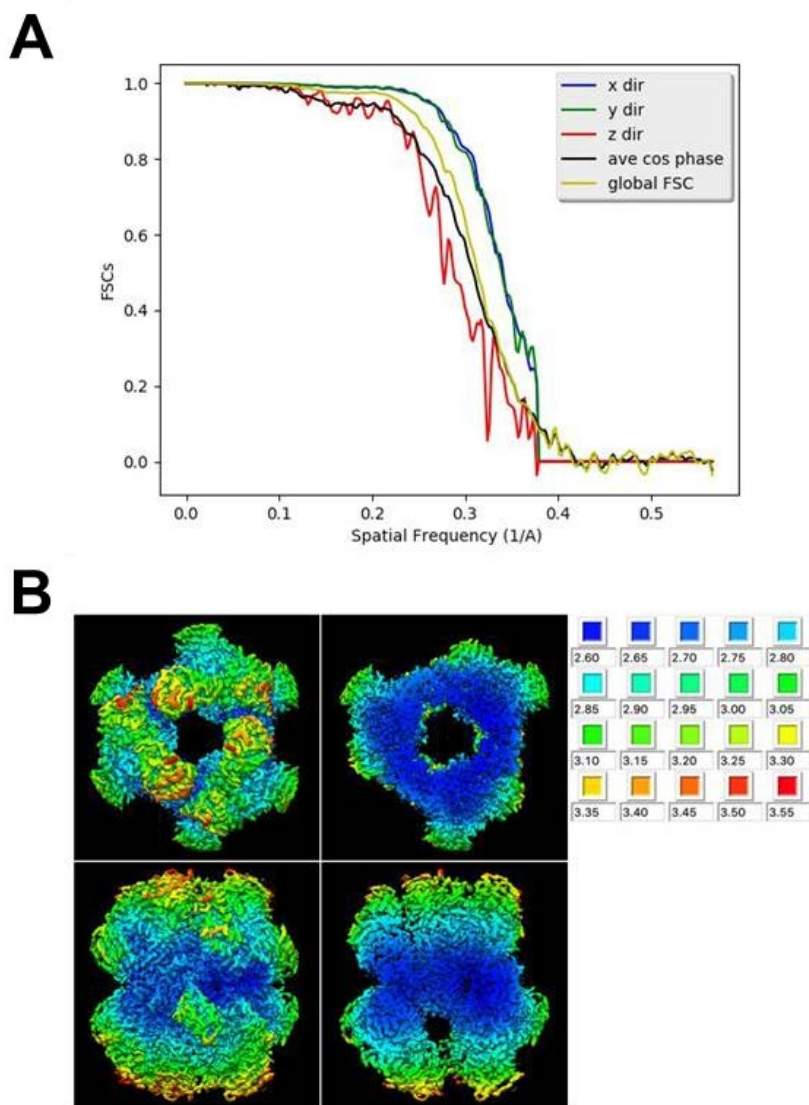 A
1.0
0.8
0.6
0.4
0.2
0.0
FSCs
x dir
y dir
z dir
ave cos phase
global FSC
0.0 0.1 0.2 0.3 0.4 0.5
Spatial Frequency (1/A)
B
2.60 2.65 2.70 2.75 2.80
2.85 2.90 2.95 3.00 3.05
3.10 3.15 3.20 3.25 3.30
3.35 3.40 3.45 3.50 3.55